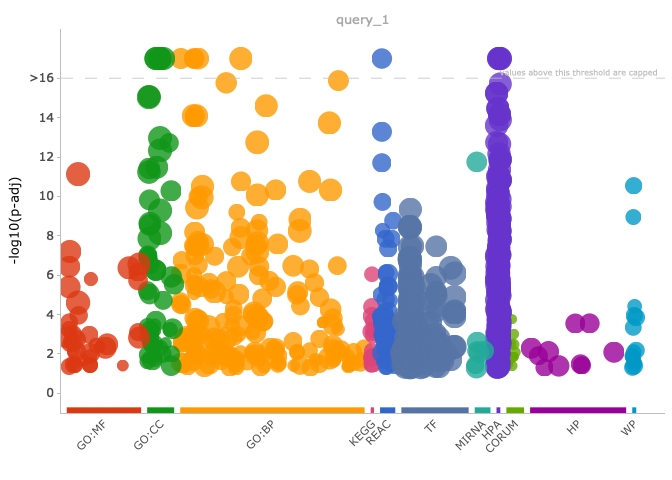 query_1
values above this threshold are capped
>16
14
12
10
8
6
4
2
0
-log10(p-adj)
GO:MF
GO:CC
GO:BP
KEGG
REAC
TF
MIRNA
HPA
CORUM
HP
WP